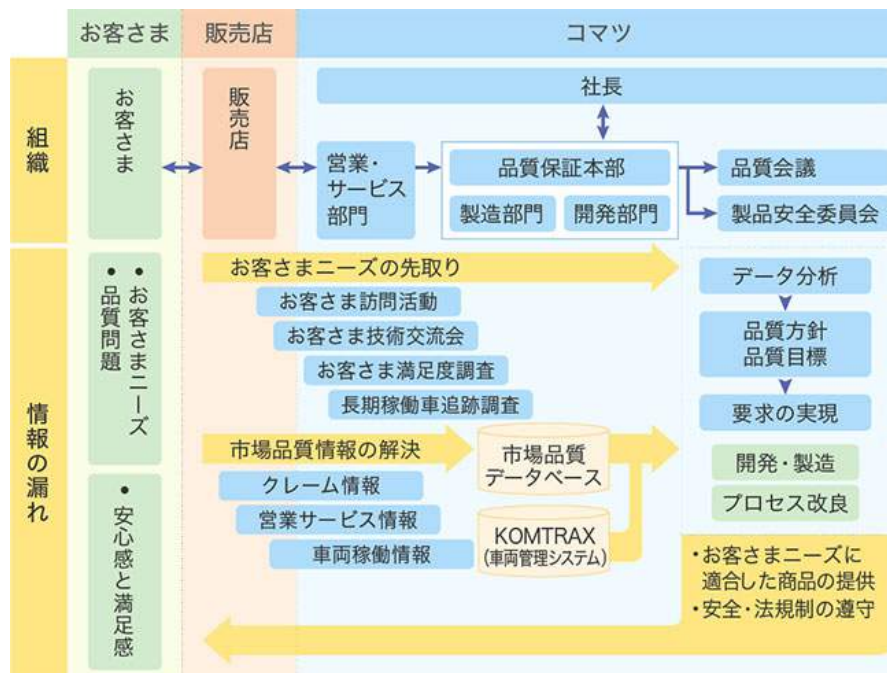 お客さま
販売店
コマツ
組織
お客さま
販売店
社長
営業・
サービス
部門
品質保証本部
製造部門
開発部門
品質会議
製品安全委員会
情報の漏れ
・お客さまニーズ
・品質問題
・安心感と満足感
お客さまニーズの先取り
お客さま訪問活動
お客さま技術交流会
お客さま満足度調査
長期稼働車追跡調査
市場品質情報の解決
クレーム情報
営業サービス情報
車両稼働情報
市場品質
データベース
KOMTRAX
(車両管理システム)
データ分析
品質方針
品質目標
要求の実現
開発・製造
プロセス改良
・お客さまニーズに
適合した商品の提供
・安全・法規制の遵守